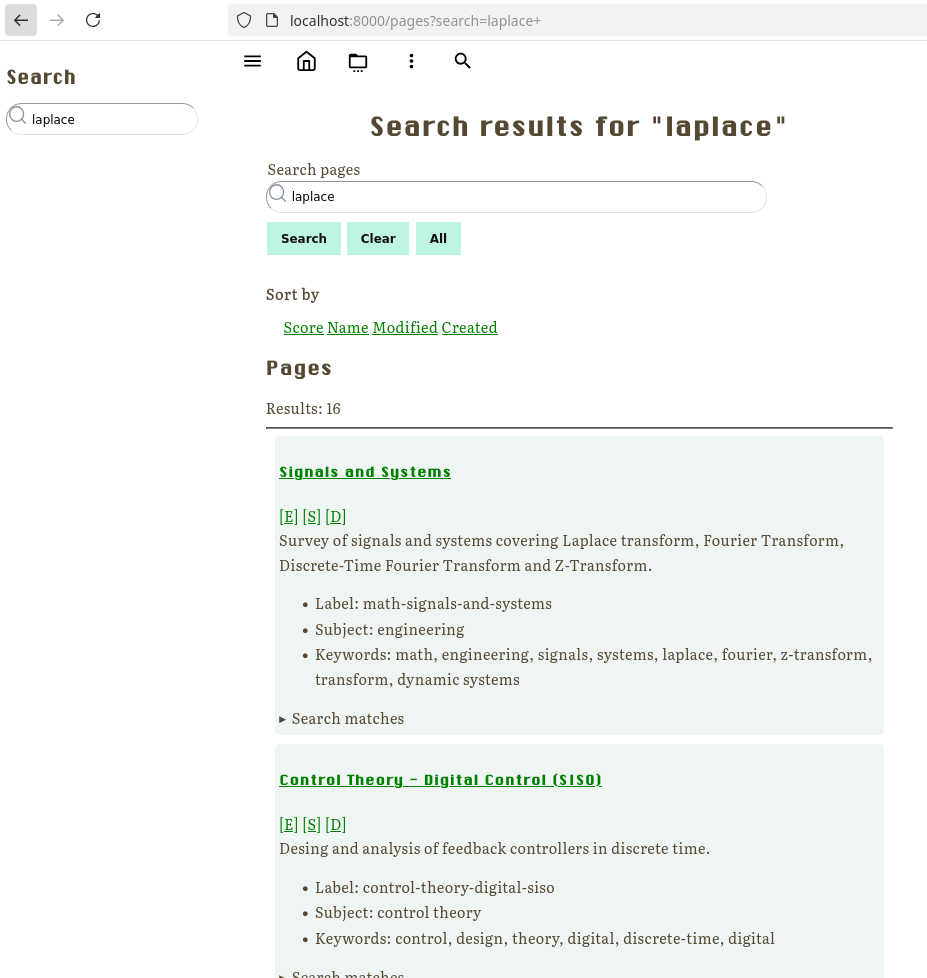 localhost:8000/pages?search=laplace+
Search
laplace
Search results for "laplace"
Search pages
laplace
Search Clear All
Sort by
Score Name Modified Created
Pages
Results: 16
Signals and Systems
[E] [S] [D]
Survey of signals and systems covering Laplace transform, Fourier Transform,
Discrete-Time Fourier Transform and Z-Transform.
• Label: math-signals-and-systems
• Subject: engineering
• Keywords: math, engineering, signals, systems, laplace, fourier, z-transform,
transform, dynamic systems
▸ Search matches
Control Theory - Digital Control (SISO)
[E] [S] [D]
Desing and analysis of feedback controllers in discrete time.
• Label: control-theory-digital-siso
• Subject: control theory
• Keywords: control, design, theory, digital, discrete-time, digital
▸ Search matches